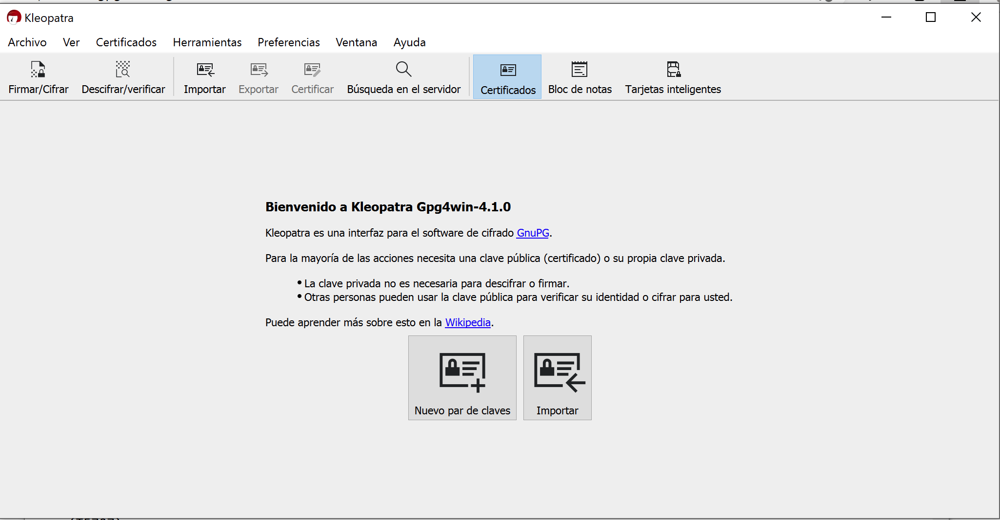 Kleopatra
Archivo Ver Certificados Herramientas Preferencias Ventana Ayuda
Firmar/Cifrar Descifrar/verificar Importar Exportar Certificar Búsqueda en el servidor Certificados Bloc de notas Tarjetas inteligentes
Bienvenido a Kleopatra Gpg4win-4.1.0
Kleopatra es una interfaz para el software de cifrado GnuPG.
Para la mayoría de las acciones necesita una clave pública (certificado) o su propia clave privada.
• La clave privada no es necesaria para descifrar o firmar.
• Otras personas pueden usar la clave pública para verificar su identidad o cifrar para usted.
Puede aprender más sobre esto en la Wikipedia.
Nuevo par de claves Importar